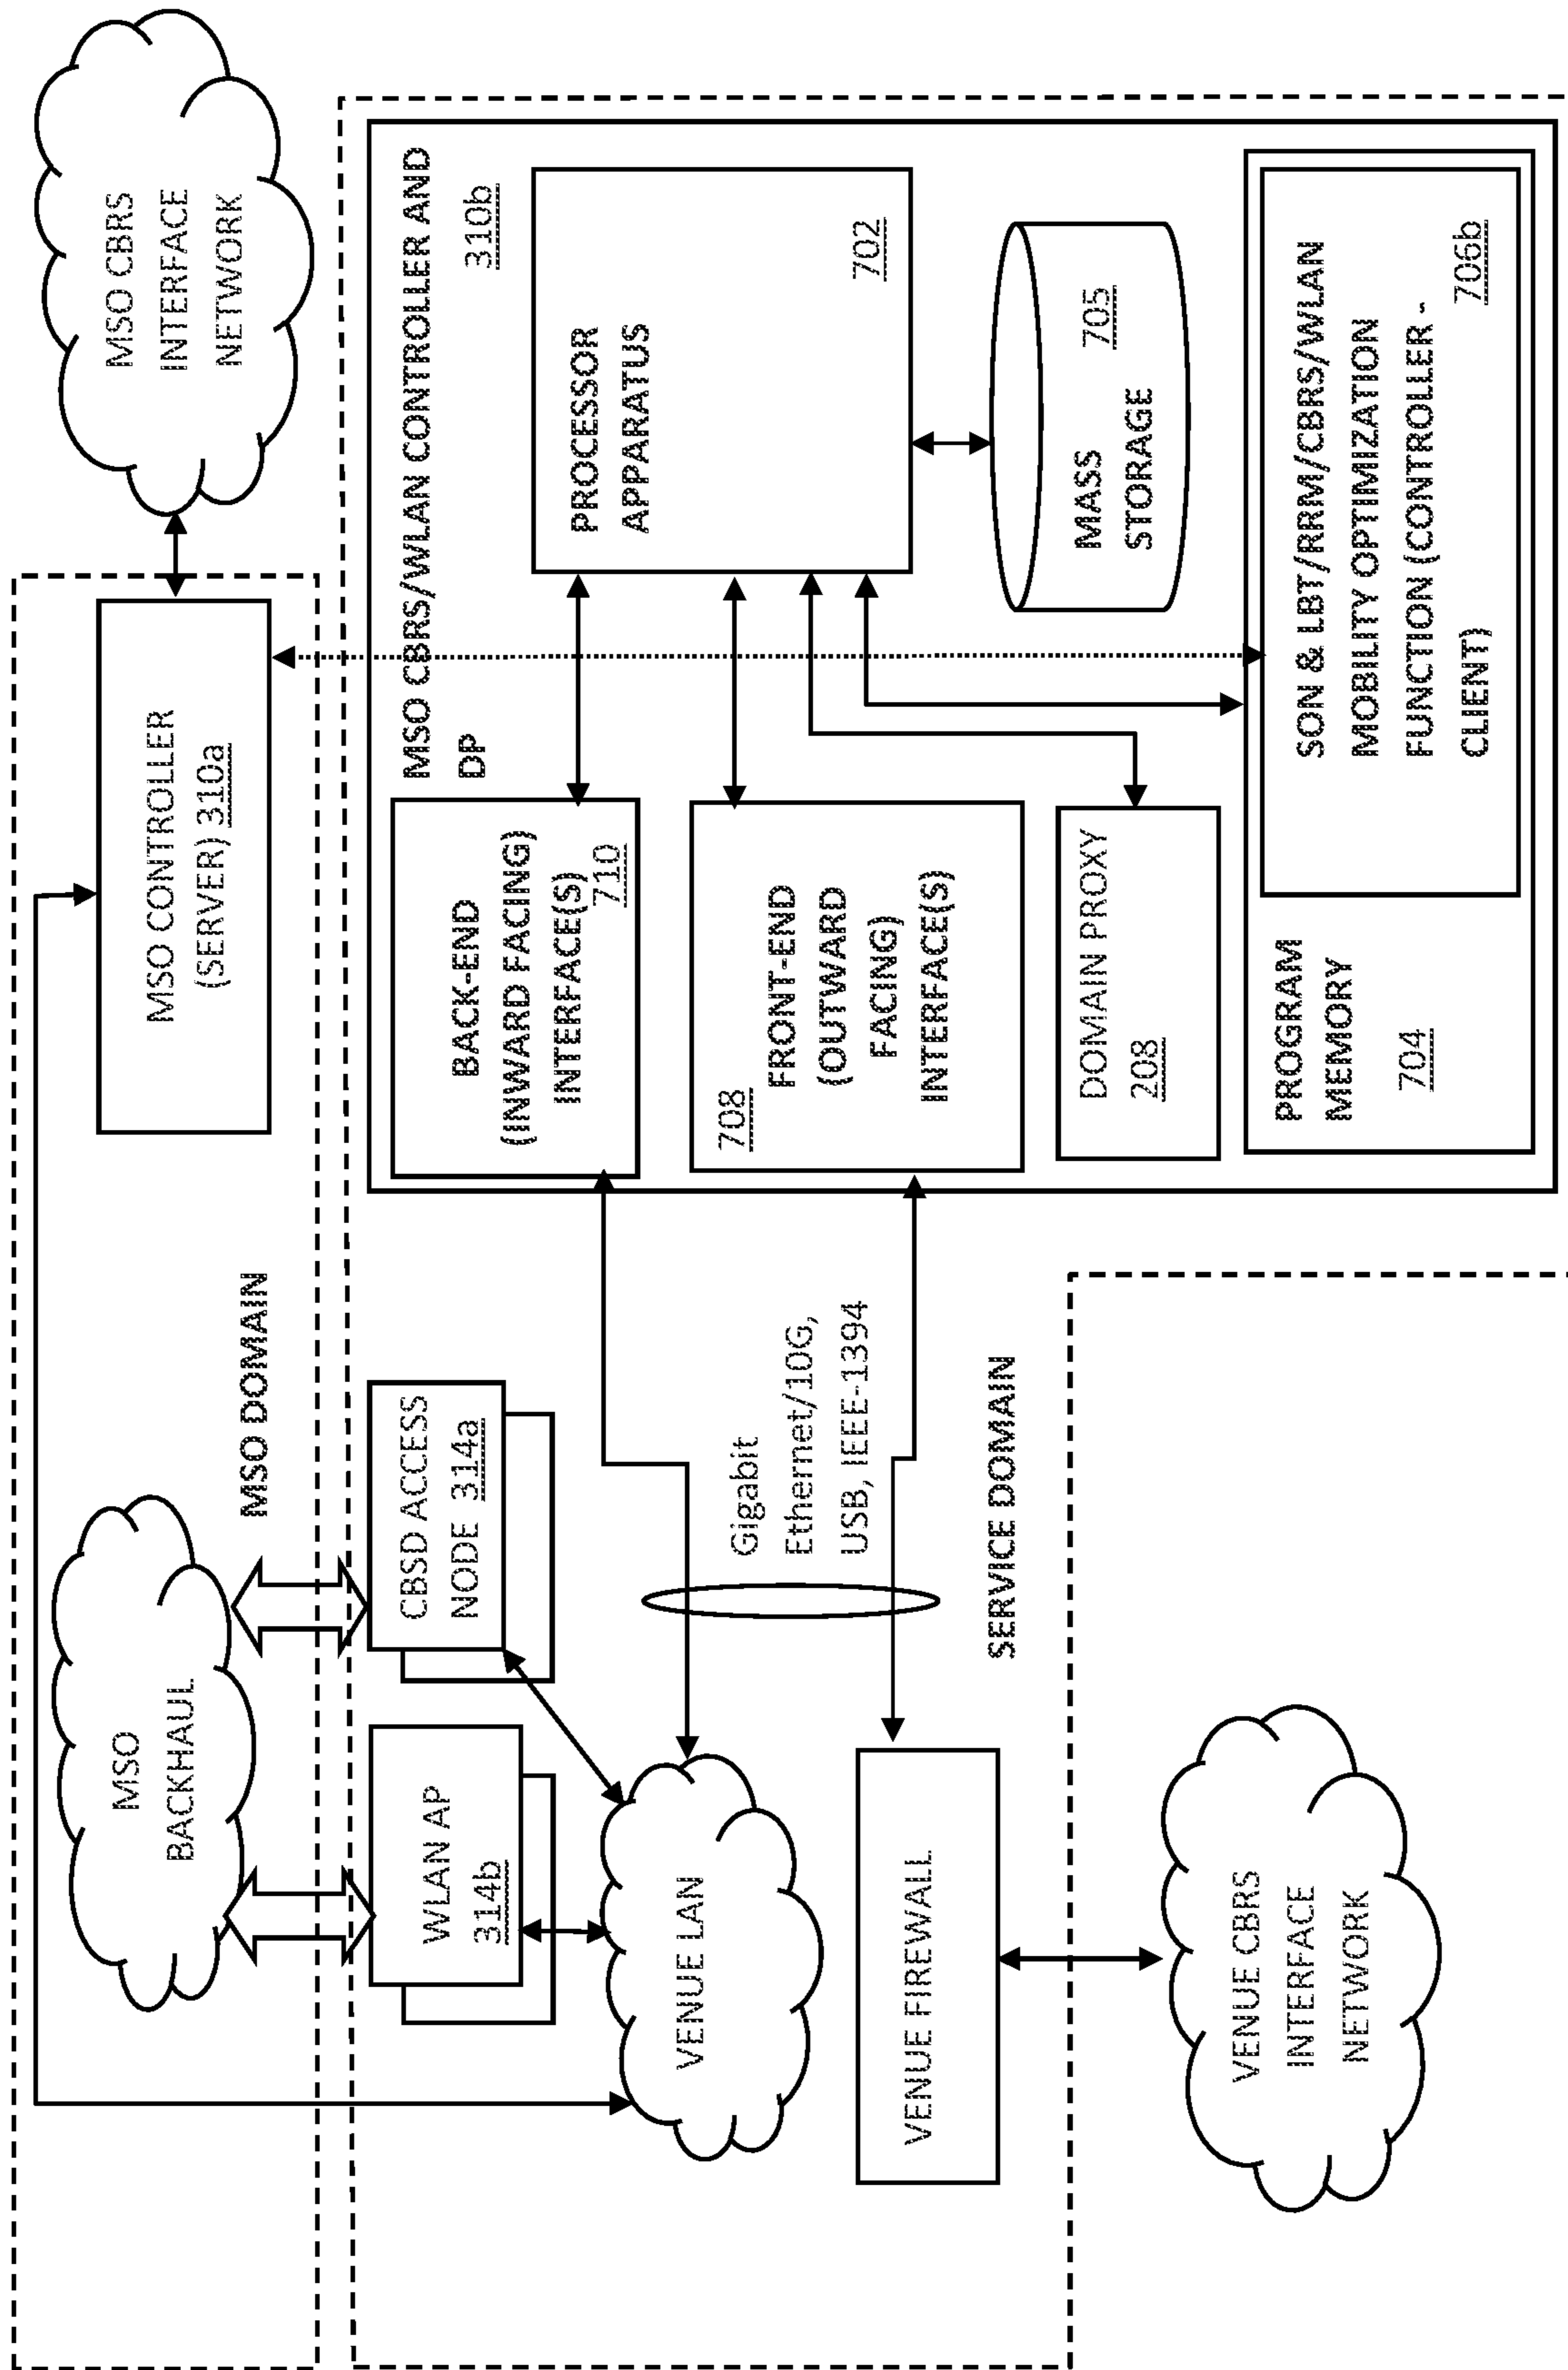 MSO
BACKHAUL
MSO DOMAIN
MSO CONTROLLER
(SERVER) 310a
MSO CBRS
INTERFACE
NETWORK
WLAN AP
314b
CBSD ACCESS
NODE 314a
VENUE LAN
Gigabit
Ethernet/10G,
USB, IEEE-1394
VENUE FIREWALL
SERVICE DOMAIN
VENUE CBRS
INTERFACE
NETWORK
MSO CBRS/WLAN CONTROLLER AND
DP
310b
BACK-END
(INWARD FACING)
INTERFACE(S)
710
PROCESSOR
APPARATUS
702
708
FRONT-END
(OUTWARD
FACING)
INTERFACE(S)
DOMAIN PROXY
208
MASS
STORAGE
705
PROGRAM
MEMORY
704
SON & LBT/RRM/CBRS/WLAN
MOBILITY OPTIMIZATION
FUNCTION (CONTROLLER -
CLIENT)
706b